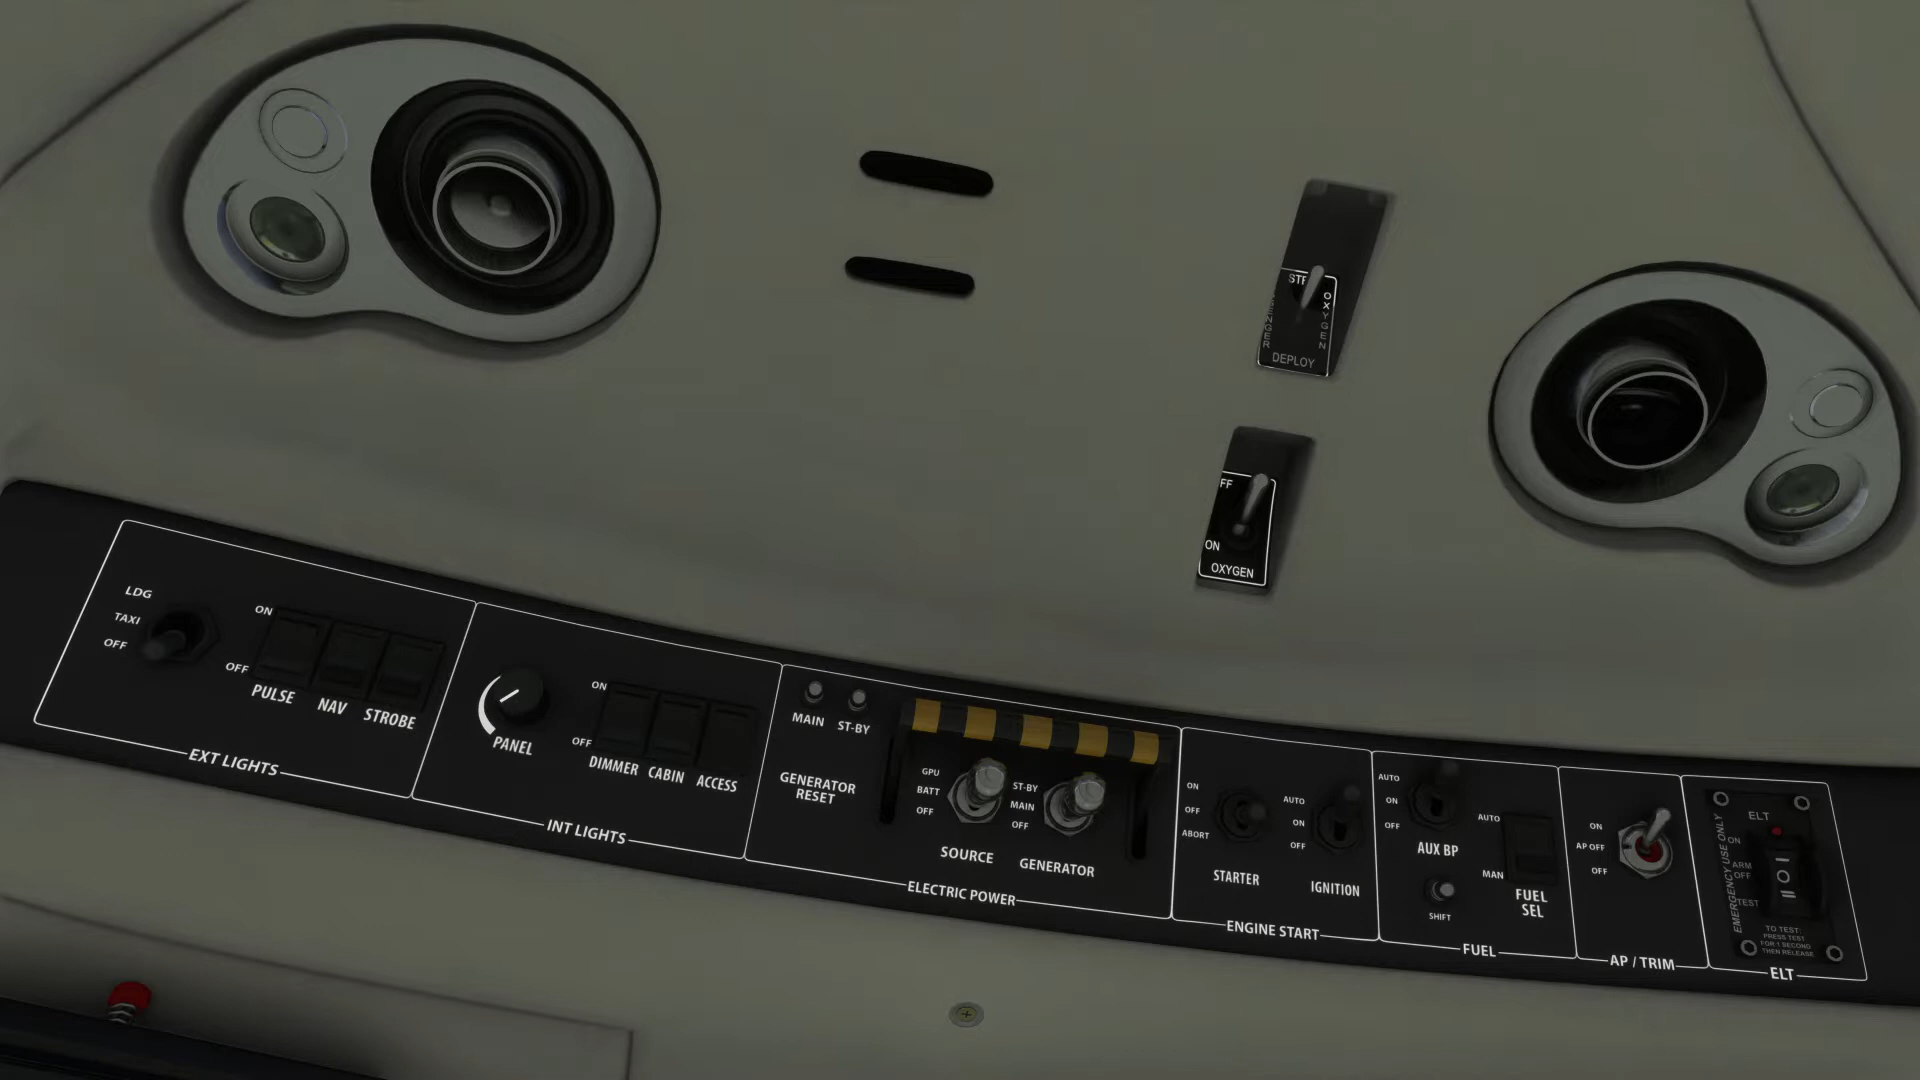 STE
OXYGEN
DEPLOY
FF
ON
OXYGEN
LDG
TAXI
OFF
ON
OFF
PULSE NAV STROBE
EXT LIGHTS
PANEL
ON
OFF
DIMMER CABIN ACCESS
INT LIGHTS
MAIN ST-BY
GENERATOR
RESET
GPU
BATT
OFF
SOURCE
ST-BY
MAIN
OFF
GENERATOR
ELECTRIC POWER
ON
OFF
ABORT
STARTER
AUTO
ON
OFF
IGNITION
ENGINE START
AUTO
ON
OFF
AUX BP
SHIFT
AUTO
MAN
FUEL
SEL
FUEL
ON
AP OFF
OFF
AP / TRIM
EMERGENCY USE ONLY
ELT
ON
ARM
OFF
TEST
TO TEST:
PRESS TEST
FOR 1 SECOND
THEN RELEASE
ELT